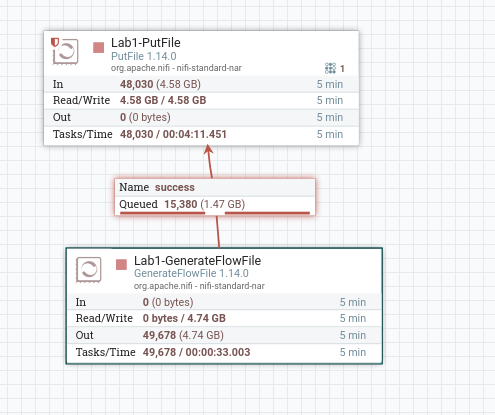 Lab1-PutFile
PutFile 1.14.0
org.apache.nifi - nifi-standard-nar
1
In 48,030 (4.58 GB) 5 min
Read/Write 4.58 GB / 4.58 GB 5 min
Out 0 (0 bytes) 5 min
Tasks/Time 48,030 / 00:04:11.451 5 min
Name success
Queued 15,380 (1.47 GB)
Lab1-GenerateFlowFile
GenerateFlowFile 1.14.0
org.apache.nifi - nifi-standard-nar
In 0 (0 bytes) 5 min
Read/Write 0 bytes / 4.74 GB 5 min
Out 49,678 (4.74 GB) 5 min
Tasks/Time 49,678 / 00:00:33.003 5 min